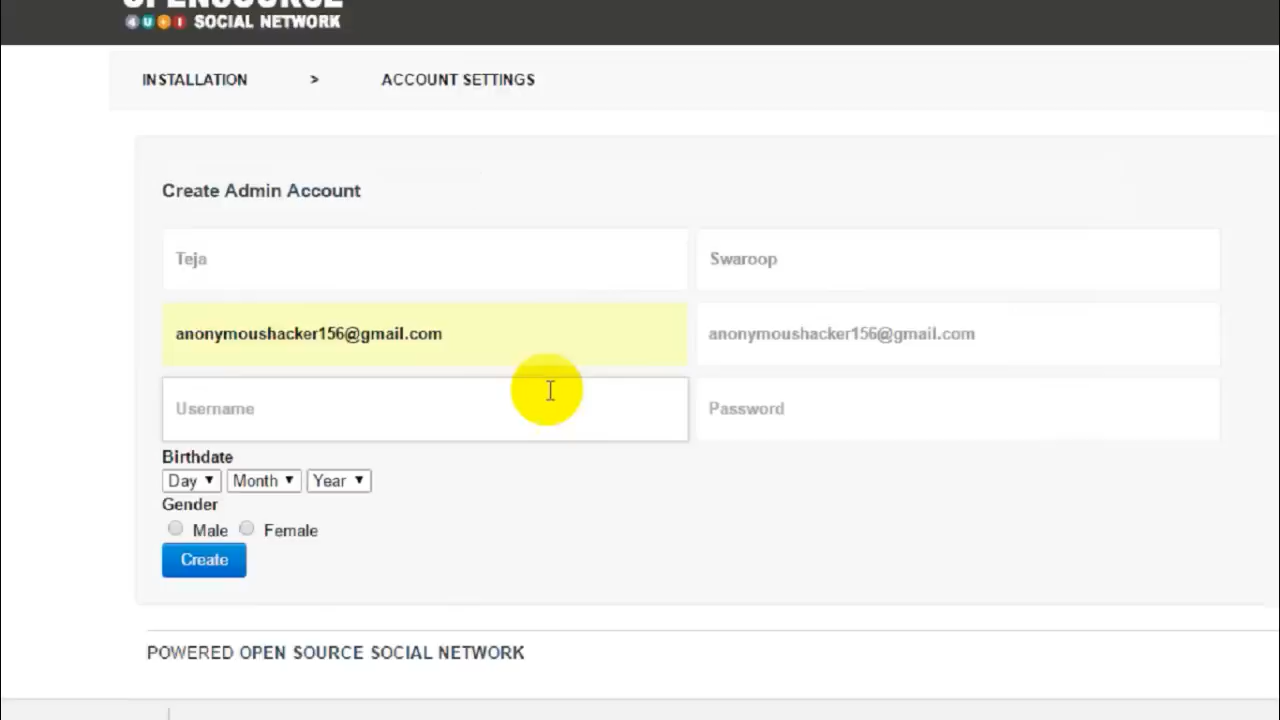 OPENSOURCE
SOCIAL NETWORK
INSTALLATION > ACCOUNT SETTINGS
Create Admin Account
Teja Swaroop
anonymoushacker156@gmail.com anonymoushacker156@gmail.com
Username Password
Birthdate
Day Month Year
Gender
Male Female
Create
POWERED OPEN SOURCE SOCIAL NETWORK